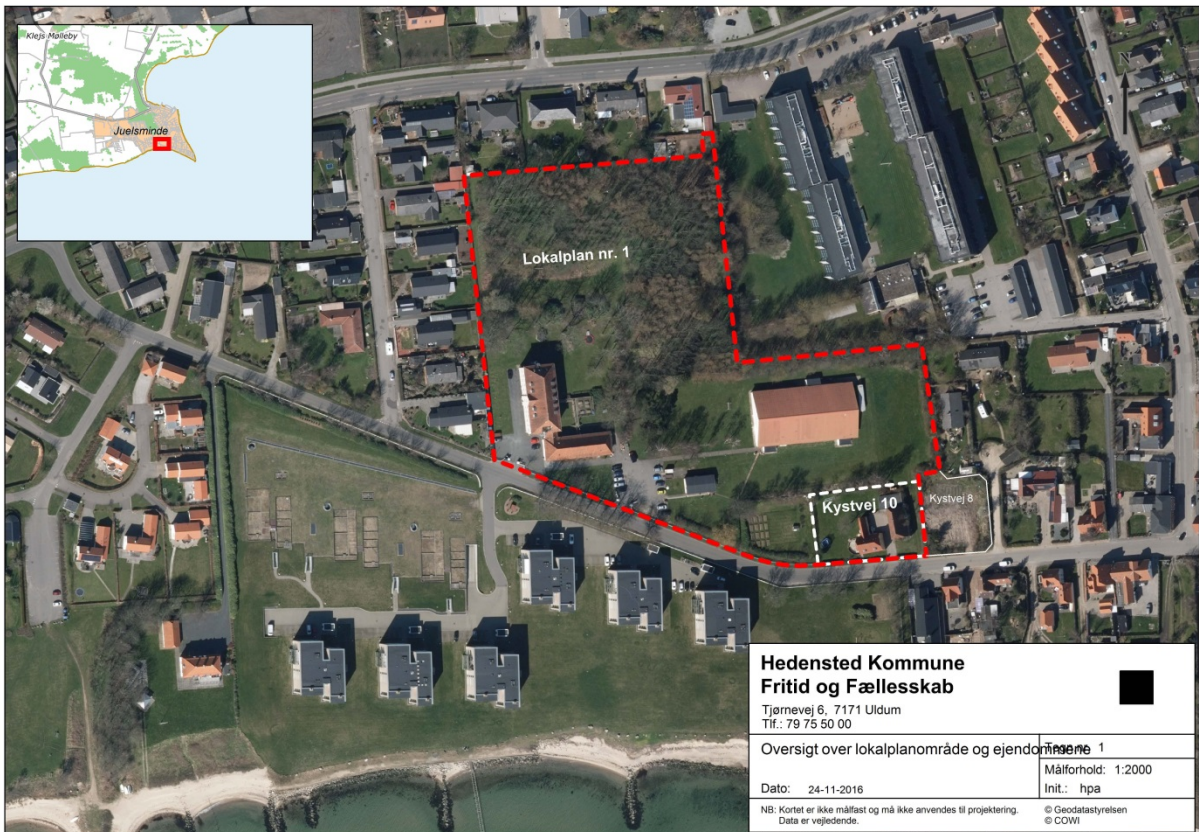 Klejs Mølleby
Juelsminde
N
Lokalplan nr. 1
Kystvej 10
Kystvej 8
Hedensted Kommune
Fritid og Fællesskab
Tjørnevej 6, 7171 Uldum
Tlf.: 79 75 50 00
Oversigt over lokalplanområde og ejendommene
Tegn.nr. 1
Målforhold: 1:2000
Dato: 24-11-2016
Init.: hpa
NB: Kortet er ikke målfast og må ikke anvendes til projektering.
Data er vejledende.
© Geodatastyrelsen
© COWI